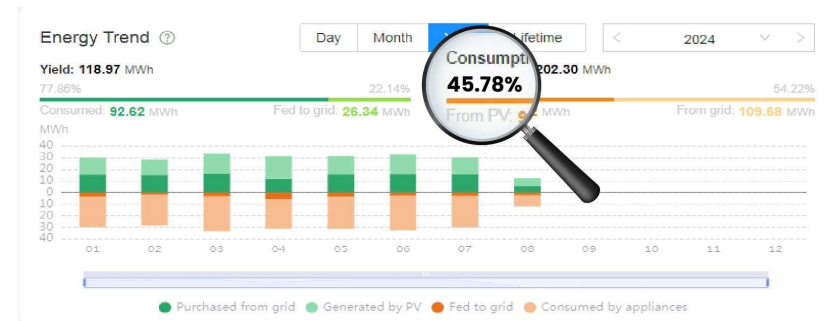 Energy Trend ?
Day Month Lifetime < 2024 >
Yield: 118.97 MWh
Consumpti 202.30 MWh
77.86% 22.14% 45.78% 54.22%
Consumed: 92.62 MWh Fed to grid: 26.34 MWh From PV: MWh From grid: 109.68 MWh
MWh
40
30
20
10
0
10
20
30
40
01 02 03 04 05 06 07 08 09 10 11 12
Purchased from grid Generated by PV Fed to grid Consumed by appliances